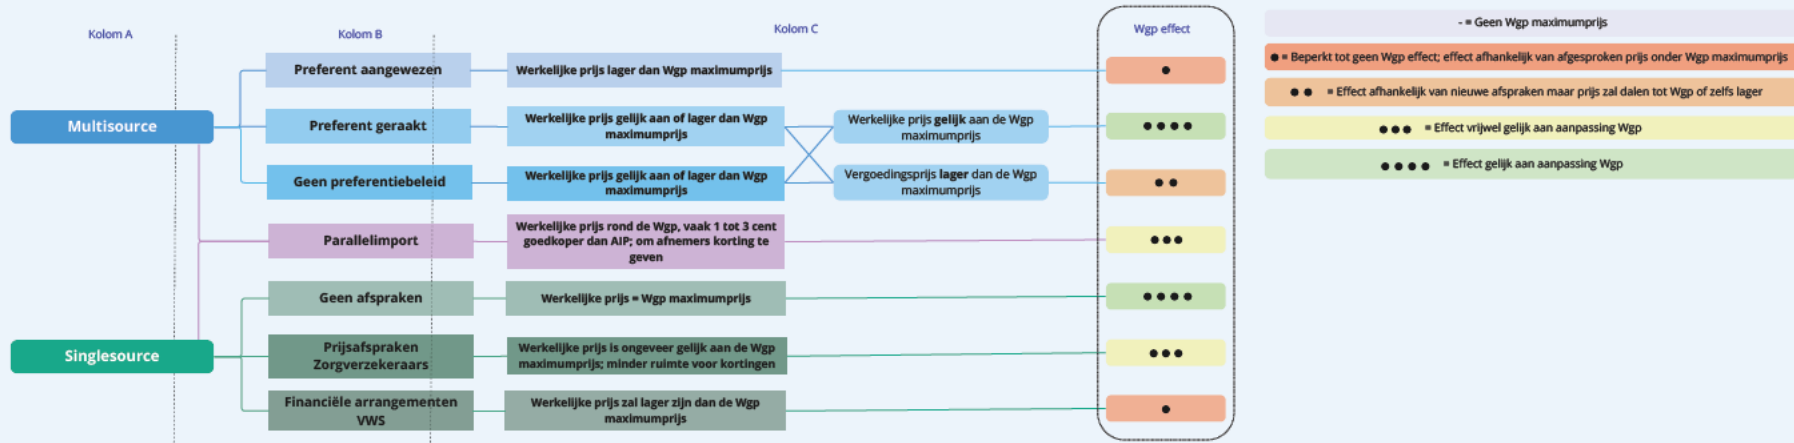 Kolom A
Kolom B
Kolom C
Wgp effect
Multisource
Preferent aangewezen
Werkelijke prijs lager dan Wgp maximumprijs
●
Preferent geraakt
Werkelijke prijs gelijk aan of lager dan Wgp
maximumprijs
Werkelijke prijs gelijk aan de Wgp
maximumprijs
● ● ● ●
Geen preferentiebeleid
Werkelijke prijs gelijk aan of lager dan Wgp
maximumprijs
Vergoedingsprijs lager dan de Wgp
maximumprijs
● ●
Parallelimport
Werkelijke prijs rond de Wgp, vaak 1 tot 3 cent
goedkoper dan AIP; om afnemers korting te
geven
● ● ●
Singlesource
Geen afspraken
Werkelijke prijs = Wgp maximumprijs
● ● ● ●
Prijsafspraken
Zorgverzekeraars
Werkelijke prijs is ongeveer gelijk aan de Wgp
maximumprijs; minder ruimte voor kortingen
● ● ●
Financiële arrangementen
VWS
Werkelijke prijs zal lager zijn dan de Wgp
maximumprijs
●
- = Geen Wgp maximumprijs
● = Beperkt tot geen Wgp effect; effect afhankelijk van afgesproken prijs onder Wgp maximumprijs
● ● = Effect afhankelijk van nieuwe afspraken maar prijs zal dalen tot Wgp of zelfs lager
● ● ● = Effect vrijwel gelijk aan aanpassing Wgp
● ● ● ● = Effect gelijk aan aanpassing Wgp